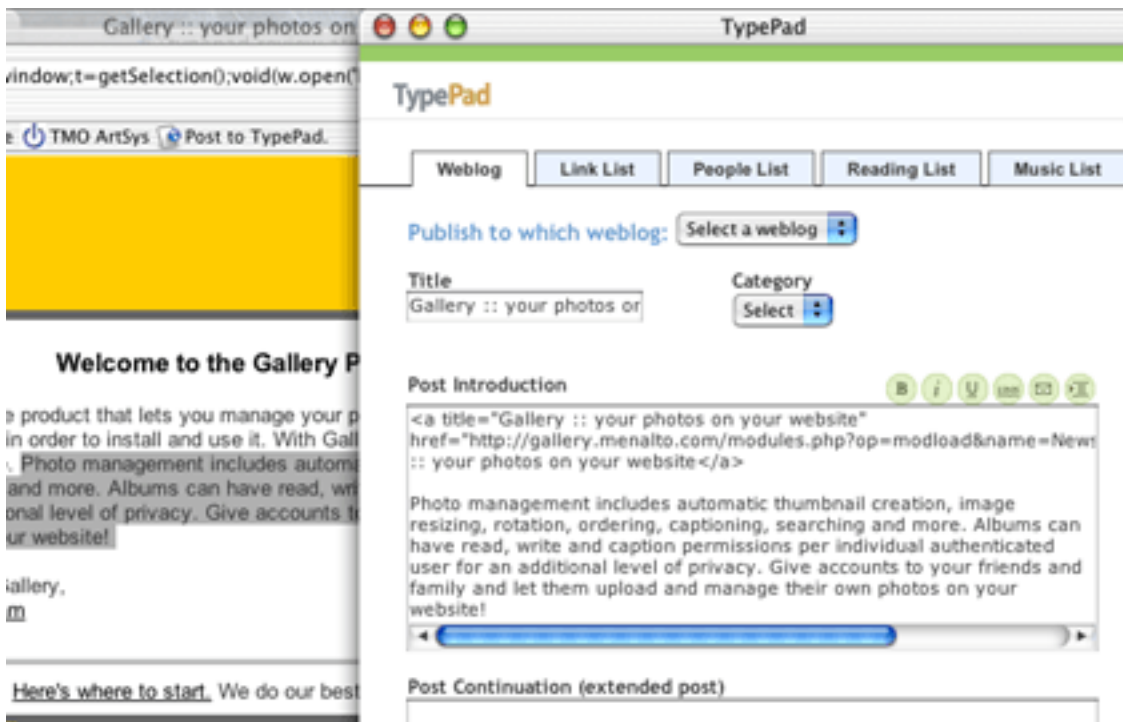 Gallery :: your photos on
window;t=getSelection();void(w.open("
e TMO ArtSys Post to TypePad.
Welcome to the Gallery P
e product that lets you manage your p
in order to install and use it. With Gall
. Photo management includes automa
and more. Albums can have read, wri
onal level of privacy. Give accounts t
ur website!
Gallery,
m
Here's where to start. We do our best
TypePad
TypePad
Weblog Link List People List Reading List Music List
Publish to which weblog: Select a weblog
Title Category
Gallery :: your photos or Select
Post Introduction B i U
<a title="Gallery :: your photos on your website"
href="http://gallery.menalto.com/modules.php?op=modload&name=News
:: your photos on your website</a>
Photo management includes automatic thumbnail creation, image
resizing, rotation, ordering, captioning, searching and more. Albums can
have read, write and caption permissions per individual authenticated
user for an additional level of privacy. Give accounts to your friends and
family and let them upload and manage their own photos on your
website!
Post Continuation (extended post)